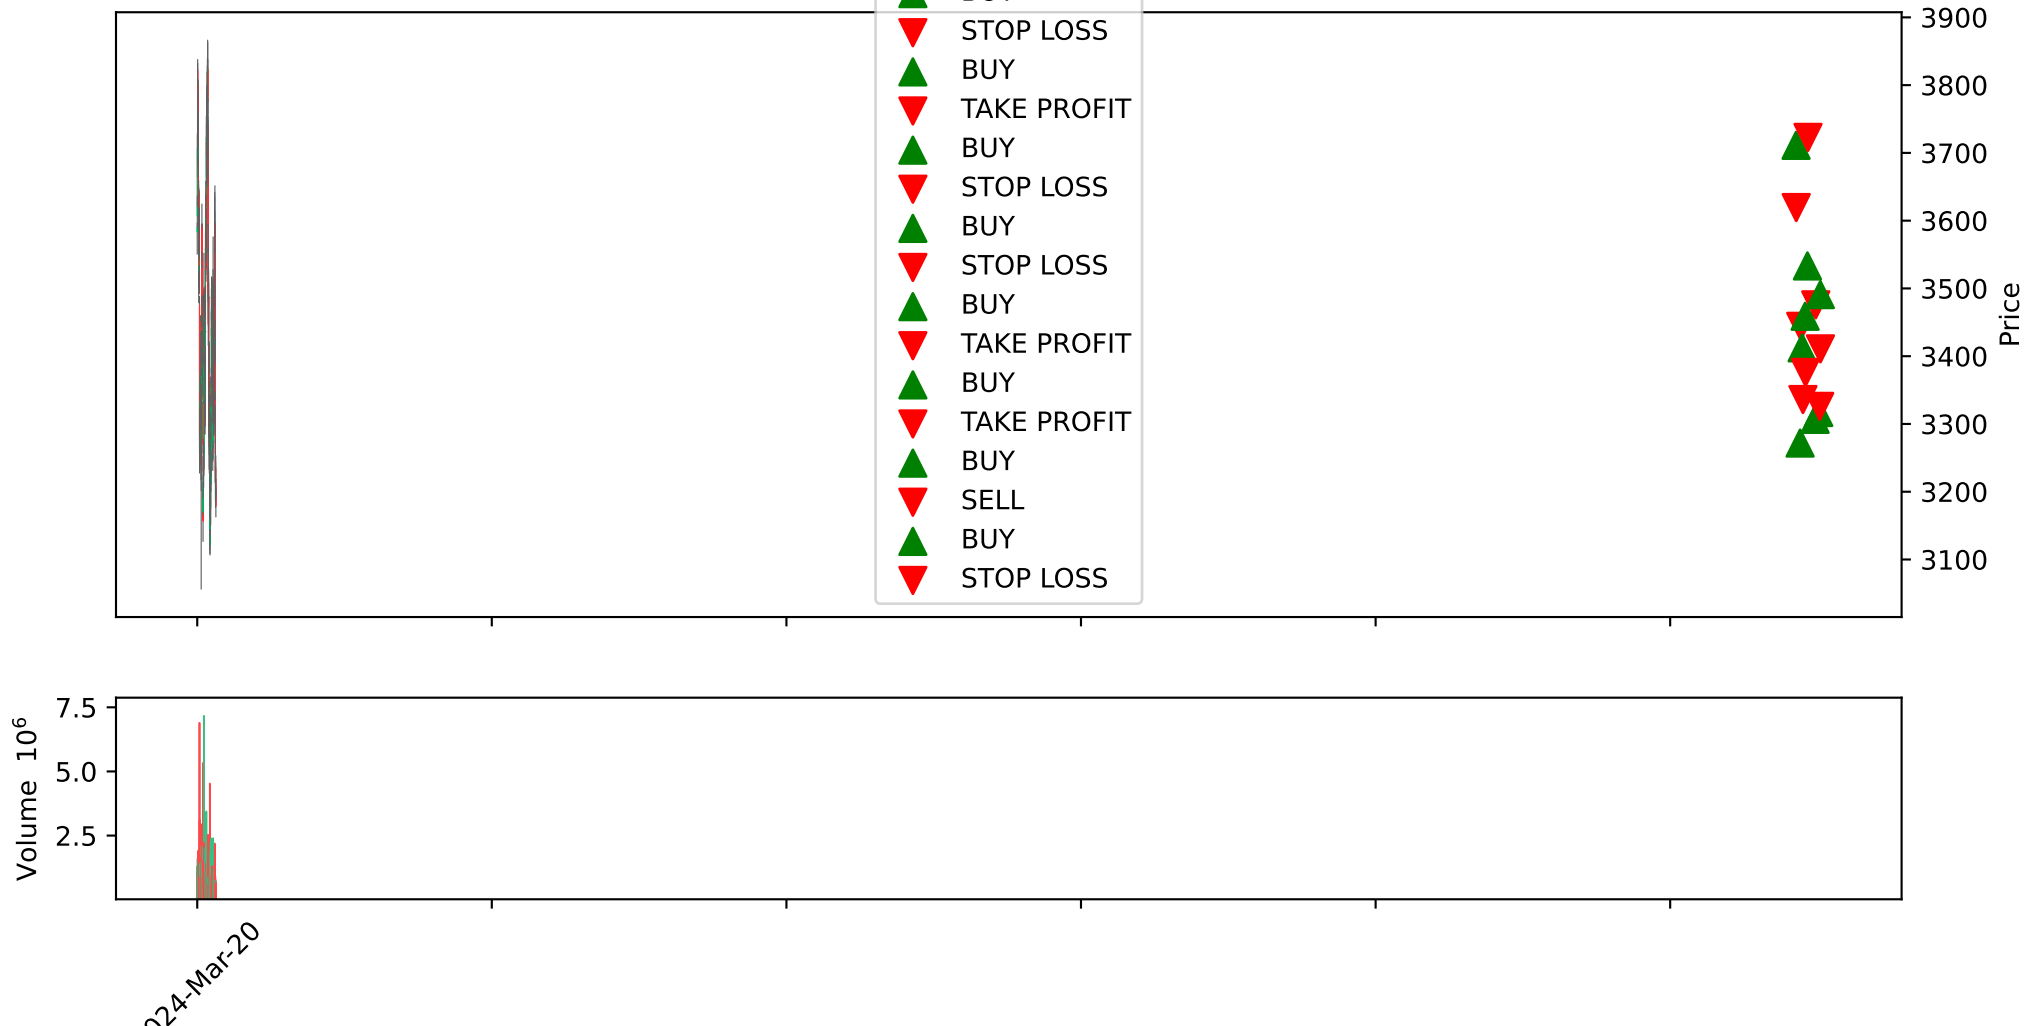 BUY
STOP LOSS
BUY
TAKE PROFIT
BUY
STOP LOSS
BUY
STOP LOSS
BUY
TAKE PROFIT
BUY
TAKE PROFIT
BUY
SELL
BUY
STOP LOSS
3900
3800
3700
3600
3500
3400
3300
3200
3100
Price
7.5
5.0
2.5
Volume 10⁶
024-Mar-20